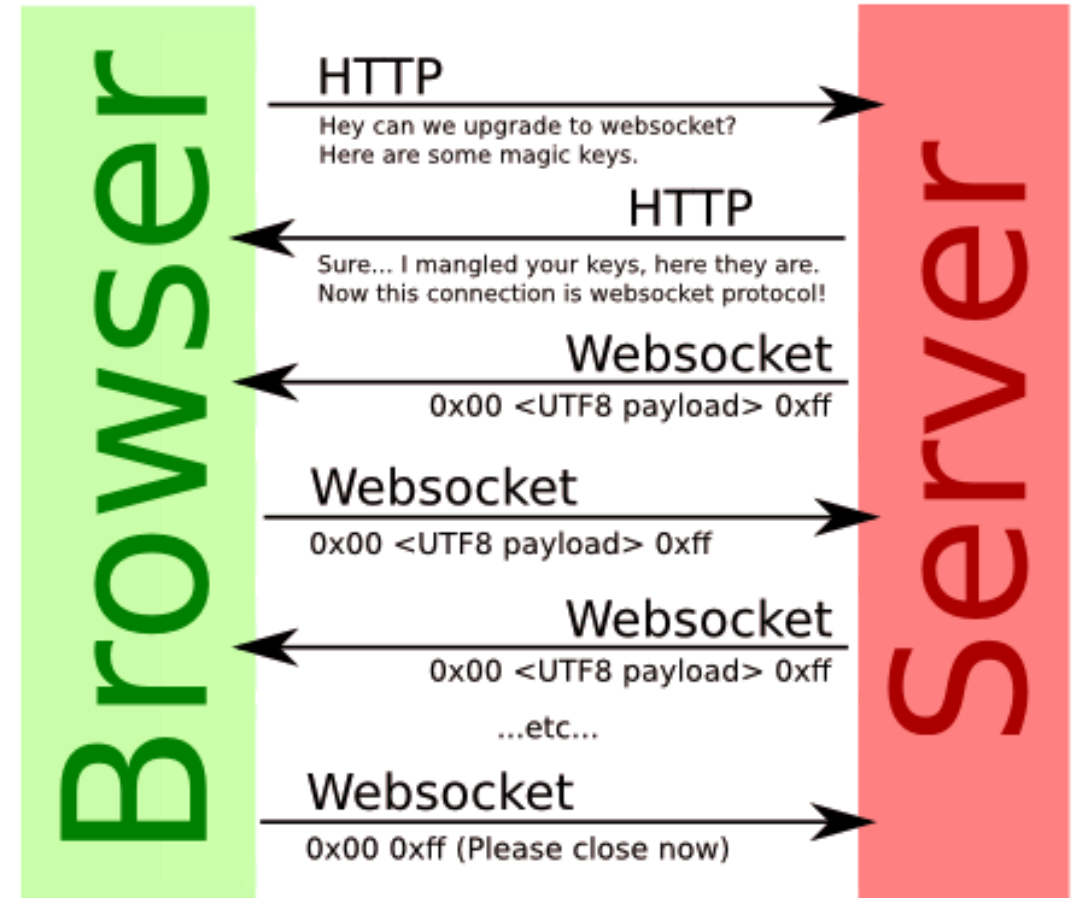 Browser
Server
HTTP
Hey can we upgrade to websocket?
Here are some magic keys.
HTTP
Sure... I mangled your keys, here they are.
Now this connection is websocket protocol!
Websocket
0x00 <UTF8 payload> 0xff
Websocket
0x00 <UTF8 payload> 0xff
Websocket
0x00 <UTF8 payload> 0xff
...etc...
Websocket
0x00 0xff (Please close now)